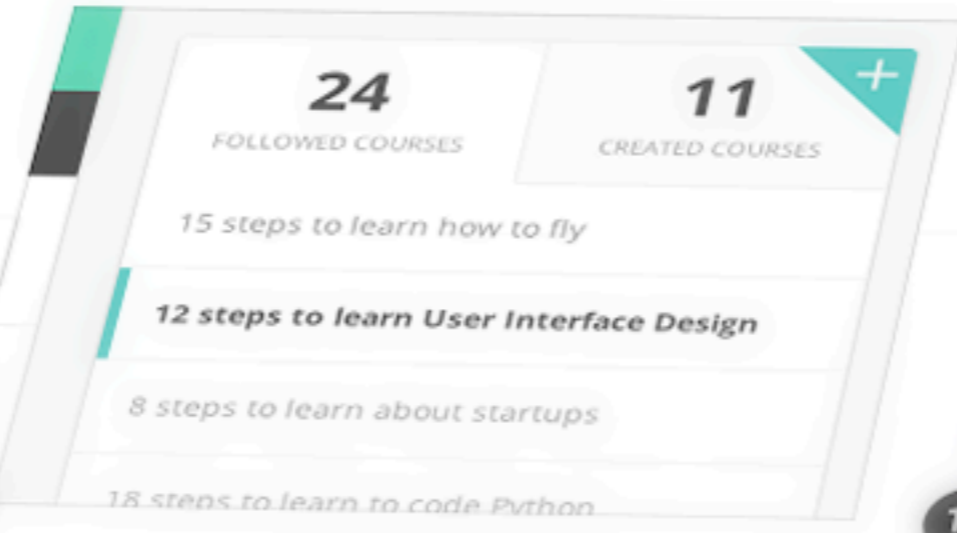 24
FOLLOWED COURSES
11
CREATED COURSES
15 steps to learn how to fly
12 steps to learn User Interface Design
8 steps to learn about startups
18 steps to learn to code Python